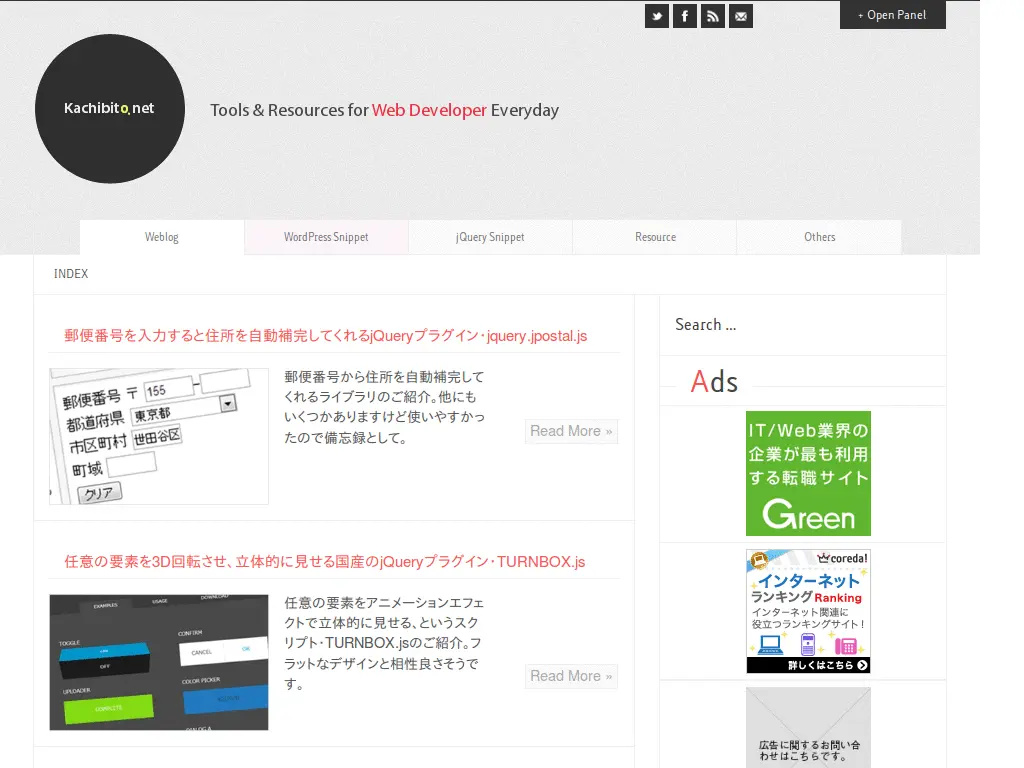 + Open Panel
Kachibito.net
Tools & Resources for Web Developer Everyday
Weblog
WordPress Snippet
jQuery Snippet
Resource
Others
INDEX
郵便番号を入力すると住所を自動補完してくれるjQueryプラグイン・jquery.jpostal.js
郵便番号 〒 155 -
都道府県 東京都
市区町村 世田谷区
町域
クリア
郵便番号から住所を自動補完して
くれるライブラリのご紹介。他にも
いくつかありますけど使いやすかっ
たので備忘録として。
Read More »
任意の要素を3D回転させ、立体的に見せる国産のjQueryプラグイン・TURNBOX.js
EXAMPLES
USAGE
DOWNLOAD
TOGGLE
OFF
CONFIRM
CANCEL
OK
UPLOADER
COMPLETE
COLOR PICKER
DIALOG A
任意の要素をアニメーションエフェ
クトで立体的に見せる、というスク
リプト・TURNBOX.jsのご紹介。フ
ラットなデザインと相性良さそうで
す。
Read More »
Search ...
Ads
IT/Web業界の
企業が最も利用
する転職サイト
Green
coreda!
インターネット
ランキングRanking
インターネット関連に
役立つランキングサイト！
詳しくはこちら
広告に関するお問い合
わせはこちらです。